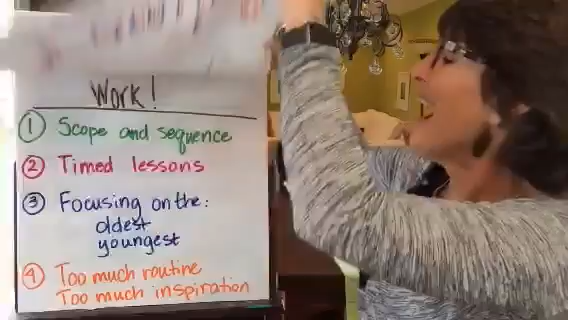 Work!
① Scope and sequence
② Timed lessons
③ Focusing on the:
oldest
youngest
④ Too much routine
Too much inspiration